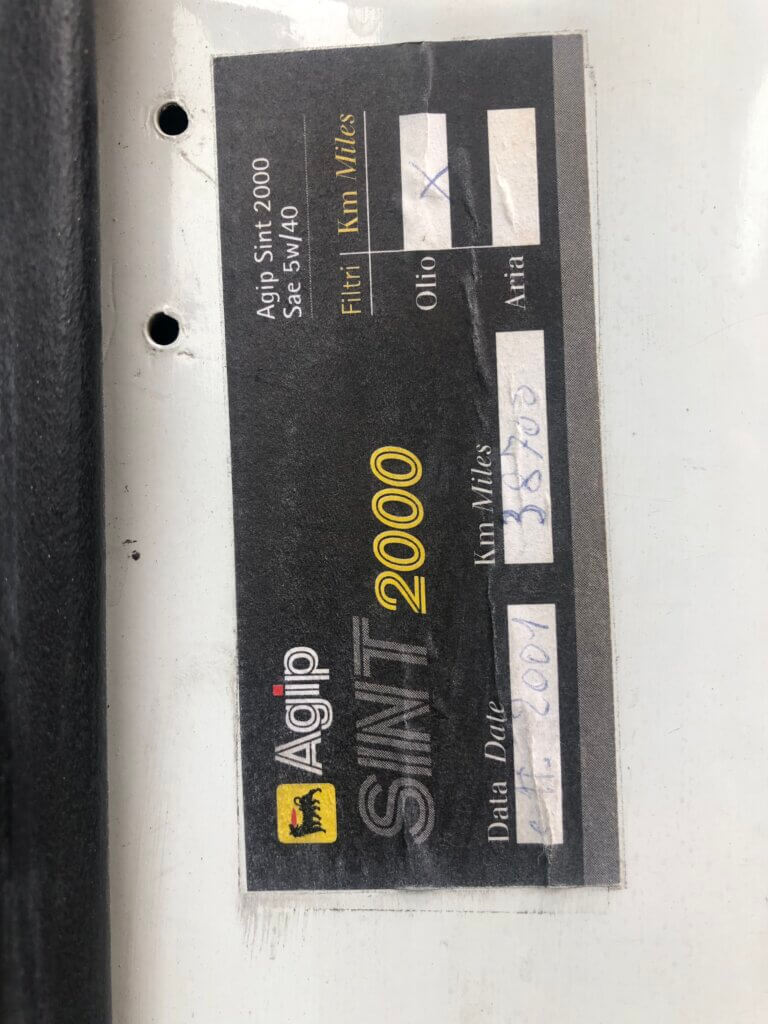 Agip
SINT 2000
Agip Sint 2000
Sae 5w/40
Filtri Km Miles
Olio X
Aria
Data Date
Km Miles
2001
38700